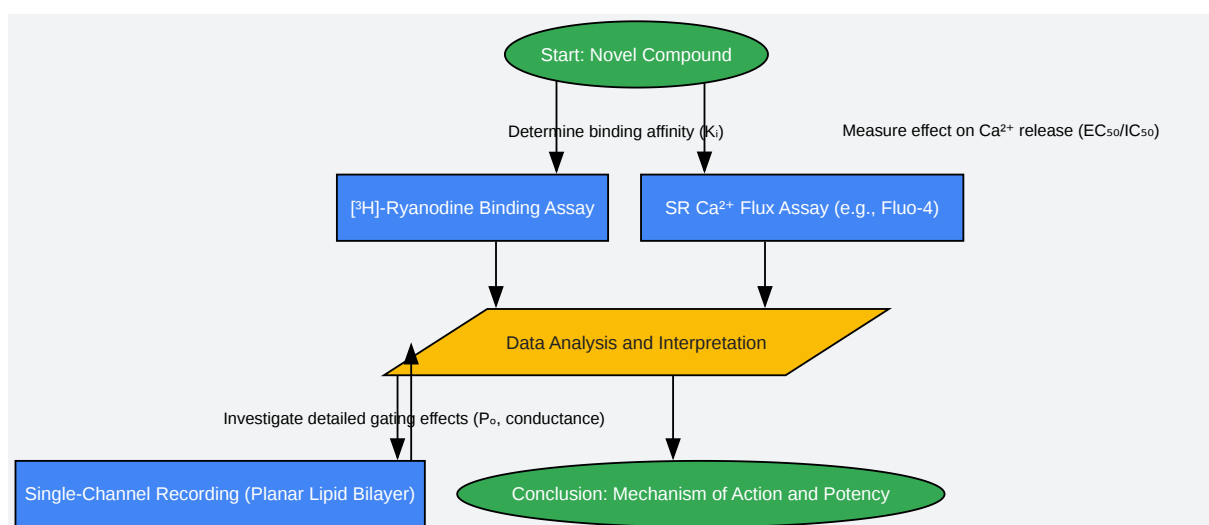 Start: Novel Compound
Determine binding affinity (Kᵢ)
Measure effect on Ca²⁺ release (EC₅₀/IC₅₀)
[³H]-Ryanodine Binding Assay
SR Ca²⁺ Flux Assay (e.g., Fluo-4)
Data Analysis and Interpretation
Investigate detailed gating effects (Pₒ, conductance)
Single-Channel Recording (Planar Lipid Bilayer)
Conclusion: Mechanism of Action and Potency